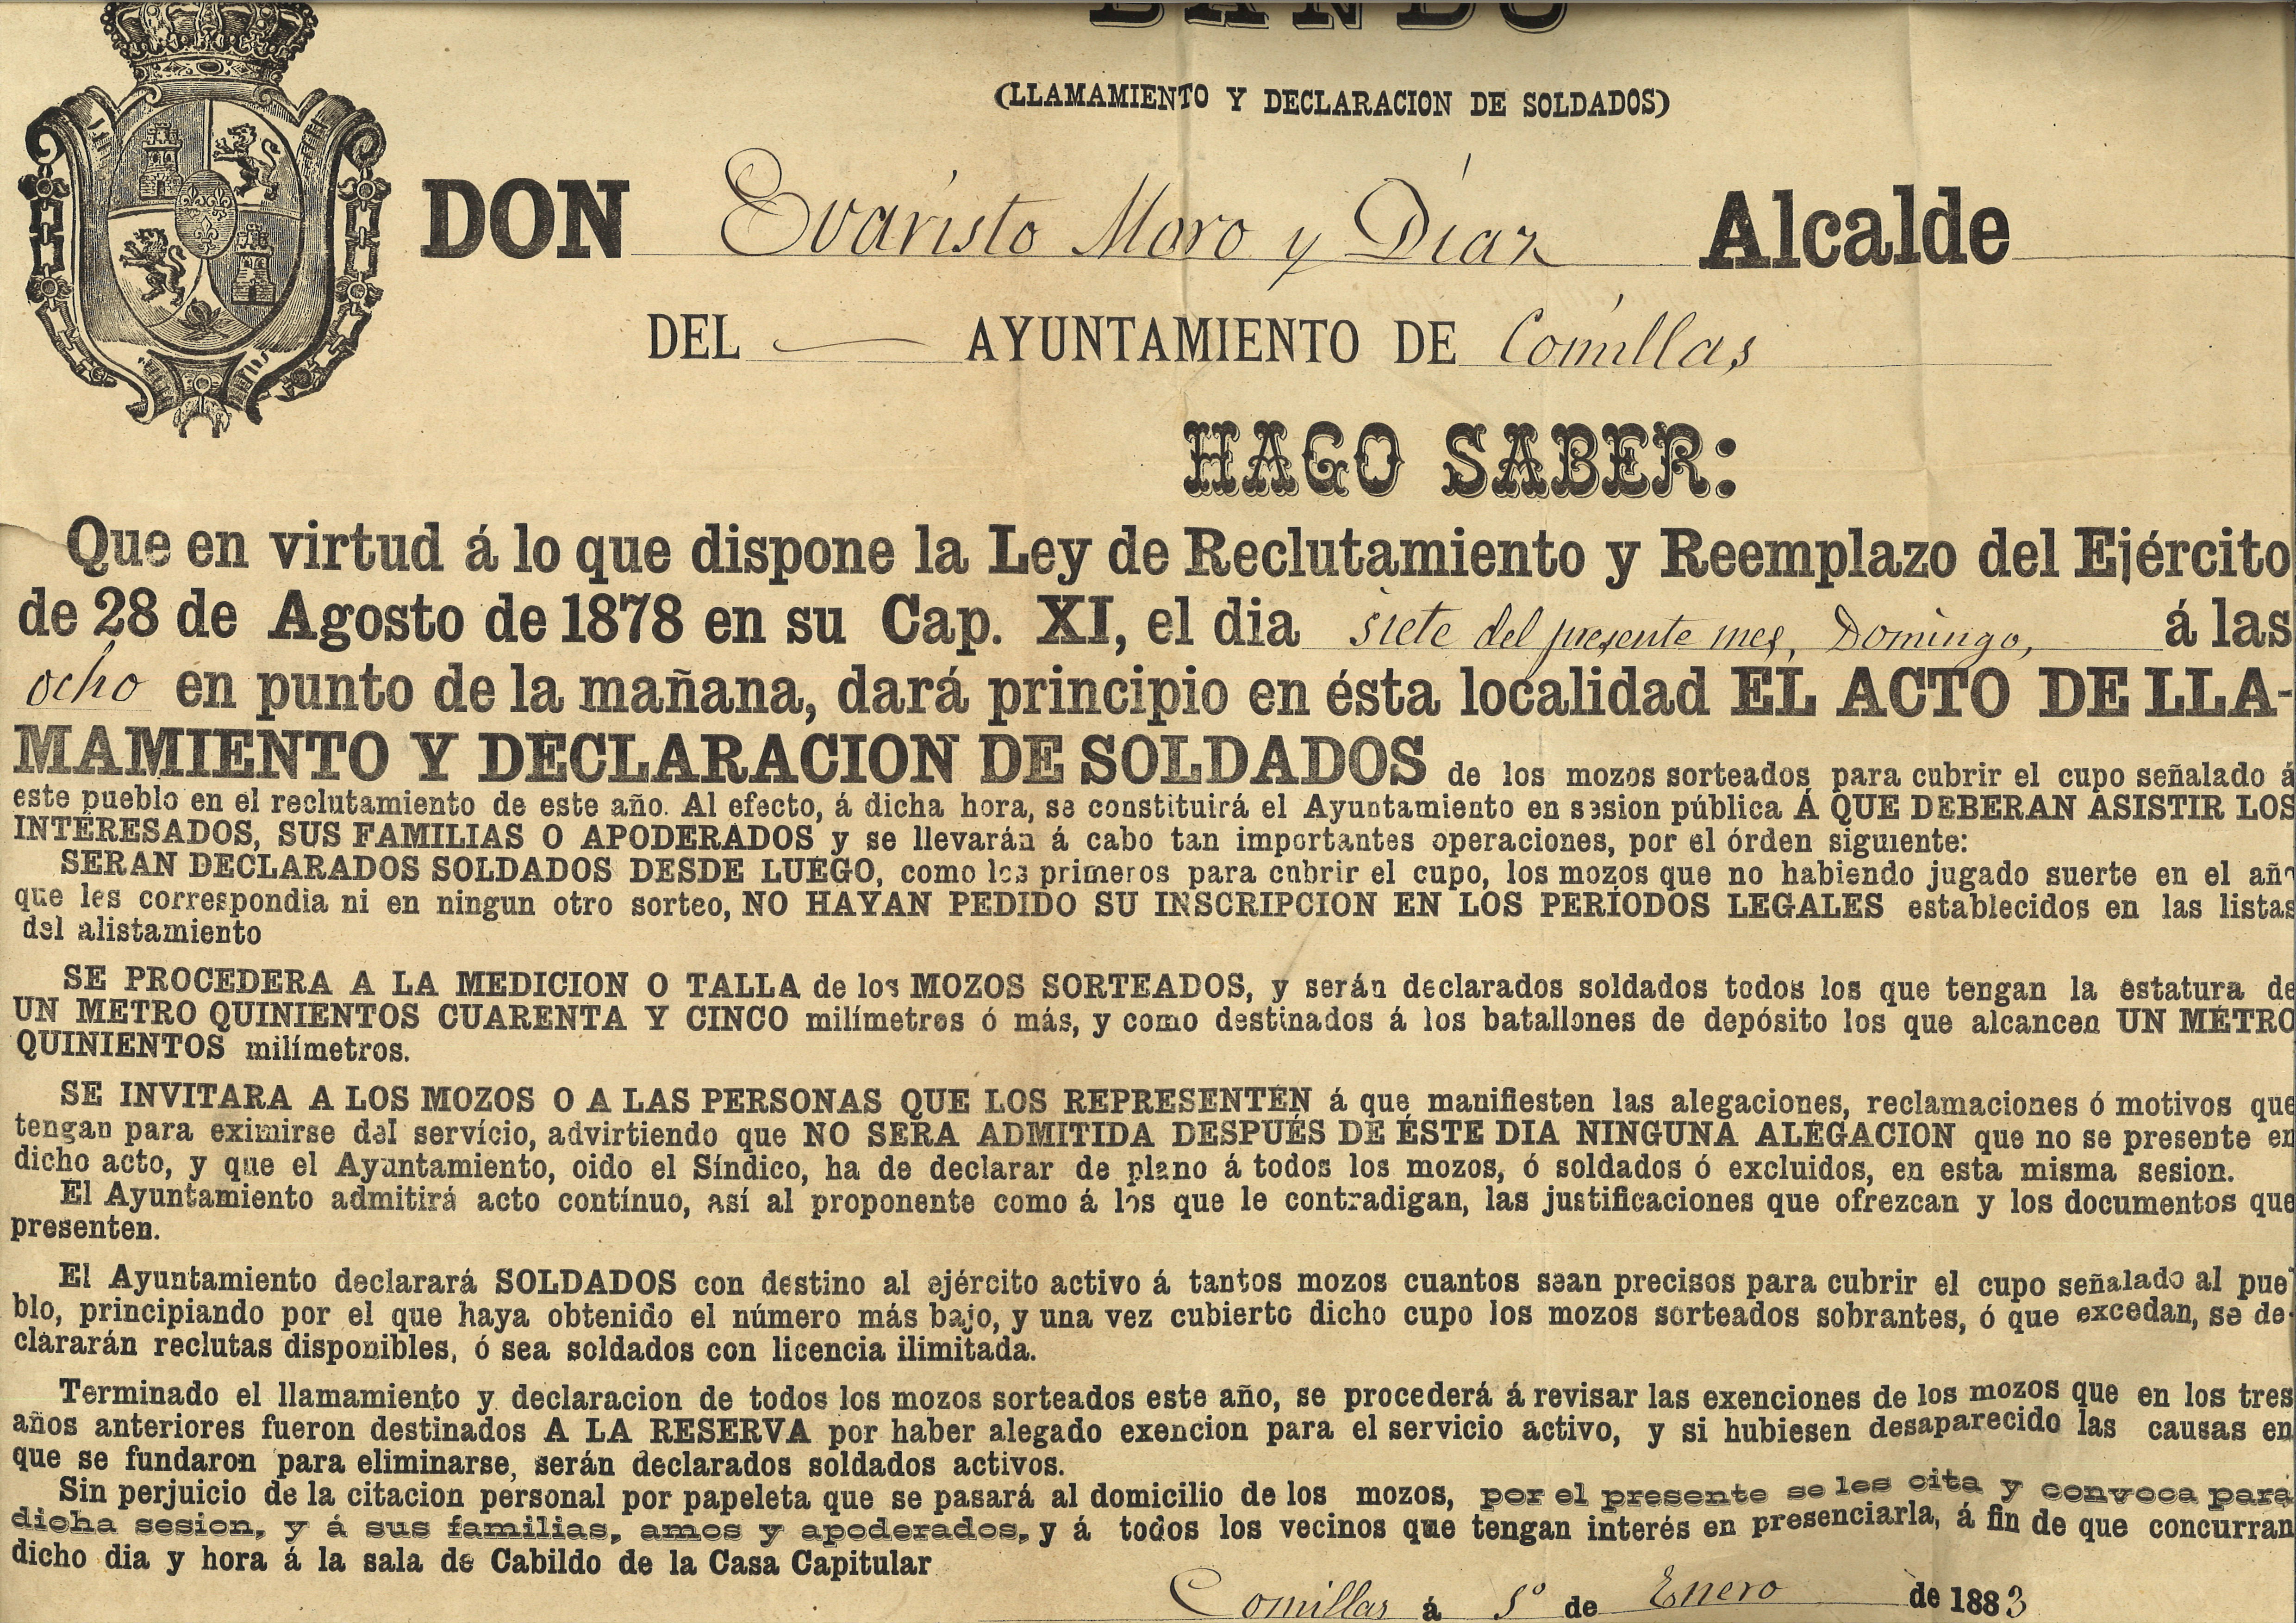 BANDO
(LLAMAMIENTO Y DECLARACION DE SOLDADOS)
DON Evaristo Moro y Díaz Alcalde
DEL AYUNTAMIENTO DE Comillas
HAGO SABER:
Que en virtud á lo que dispone la Ley de Reclutamiento y Reemplazo del Ejército
de 28 de Agosto de 1878 en su Cap. XI, el dia siete del presente mes, Domingo, á las
ocho en punto de la mañana, dará principio en ésta localidad EL ACTO DE LLA-
MAMIENTO Y DECLARACION DE SOLDADOS de los mozos sorteados para cubrir el cupo señalado á
este pueblo en el reclutamiento de este año. Al efecto, á dicha hora, se constituirá el Ayuntamiento en sesion pública Á QUE DEBERAN ASISTIR LOS
INTERESADOS, SUS FAMILIAS O APODERADOS y se llevarán á cabo tan importantes operaciones, por el órden siguiente:
SERAN DECLARADOS SOLDADOS DESDE LUEGO, como los primeros para cubrir el cupo, los mozos que no habiendo jugado suerte en el año
que les correspondia ni en ningun otro sorteo, NO HAYAN PEDIDO SU INSCRIPCION EN LOS PERÍODOS LEGALES establecidos en las listas
del alistamiento
SE PROCEDERA A LA MEDICION O TALLA de los MOZOS SORTEADOS, y serán declarados soldados todos los que tengan la estatura de
UN METRO QUINIENTOS CUARENTA Y CINCO milímetros ó más, y como destinados á los batallones de depósito los que alcancen UN METRO
QUINIENTOS milímetros.
SE INVITARA A LOS MOZOS O A LAS PERSONAS QUE LOS REPRESENTEN á que manifiesten las alegaciones, reclamaciones ó motivos que
tengan para eximirse del servício, advirtiendo que NO SERA ADMITIDA DESPUÉS DE ÉSTE DIA NINGUNA ALEGACION que no se presente en
dicho acto, y que el Ayuntamiento, oido el Síndico, ha de declarar de plano á todos los mozos, ó soldados ó excluidos, en esta misma sesion.
El Ayuntamiento admitirá acto contínuo, así al proponente como á los que le contradigan, las justificaciones que ofrezcan y los documentos que
presenten.
El Ayuntamiento declarará SOLDADOS con destino al ejército activo á tantos mozos cuantos sean precisos para cubrir el cupo señalado al pue
blo, principiando por el que haya obtenido el número más bajo, y una vez cubierto dicho cupo los mozos sorteados sobrantes, ó que excedan, se de-
clararán reclutas disponibles, ó sea soldados con licencia ilimitada.
Terminado el llamamiento y declaracion de todos los mozos sorteados este año, se procederá á revisar las exenciones de los mozos que en los tres
años anteriores fueron destinados A LA RESERVA por haber alegado exencion para el servicio activo, y si hubiesen desaparecido las causas en
que se fundaron para eliminarse, serán declarados soldados activos.
Sin perjuicio de la citacion personal por papeleta que se pasará al domicilio de los mozos, por el presente se les cita y convoca para
dicha sesion, y á sus familias, amos y apoderados, y á todos los vecinos que tengan interés en presenciarla, á fin de que concurran
dicho dia y hora á la sala de Cabildo de la Casa Capitular
Comillas á 5º de Enero de 1883